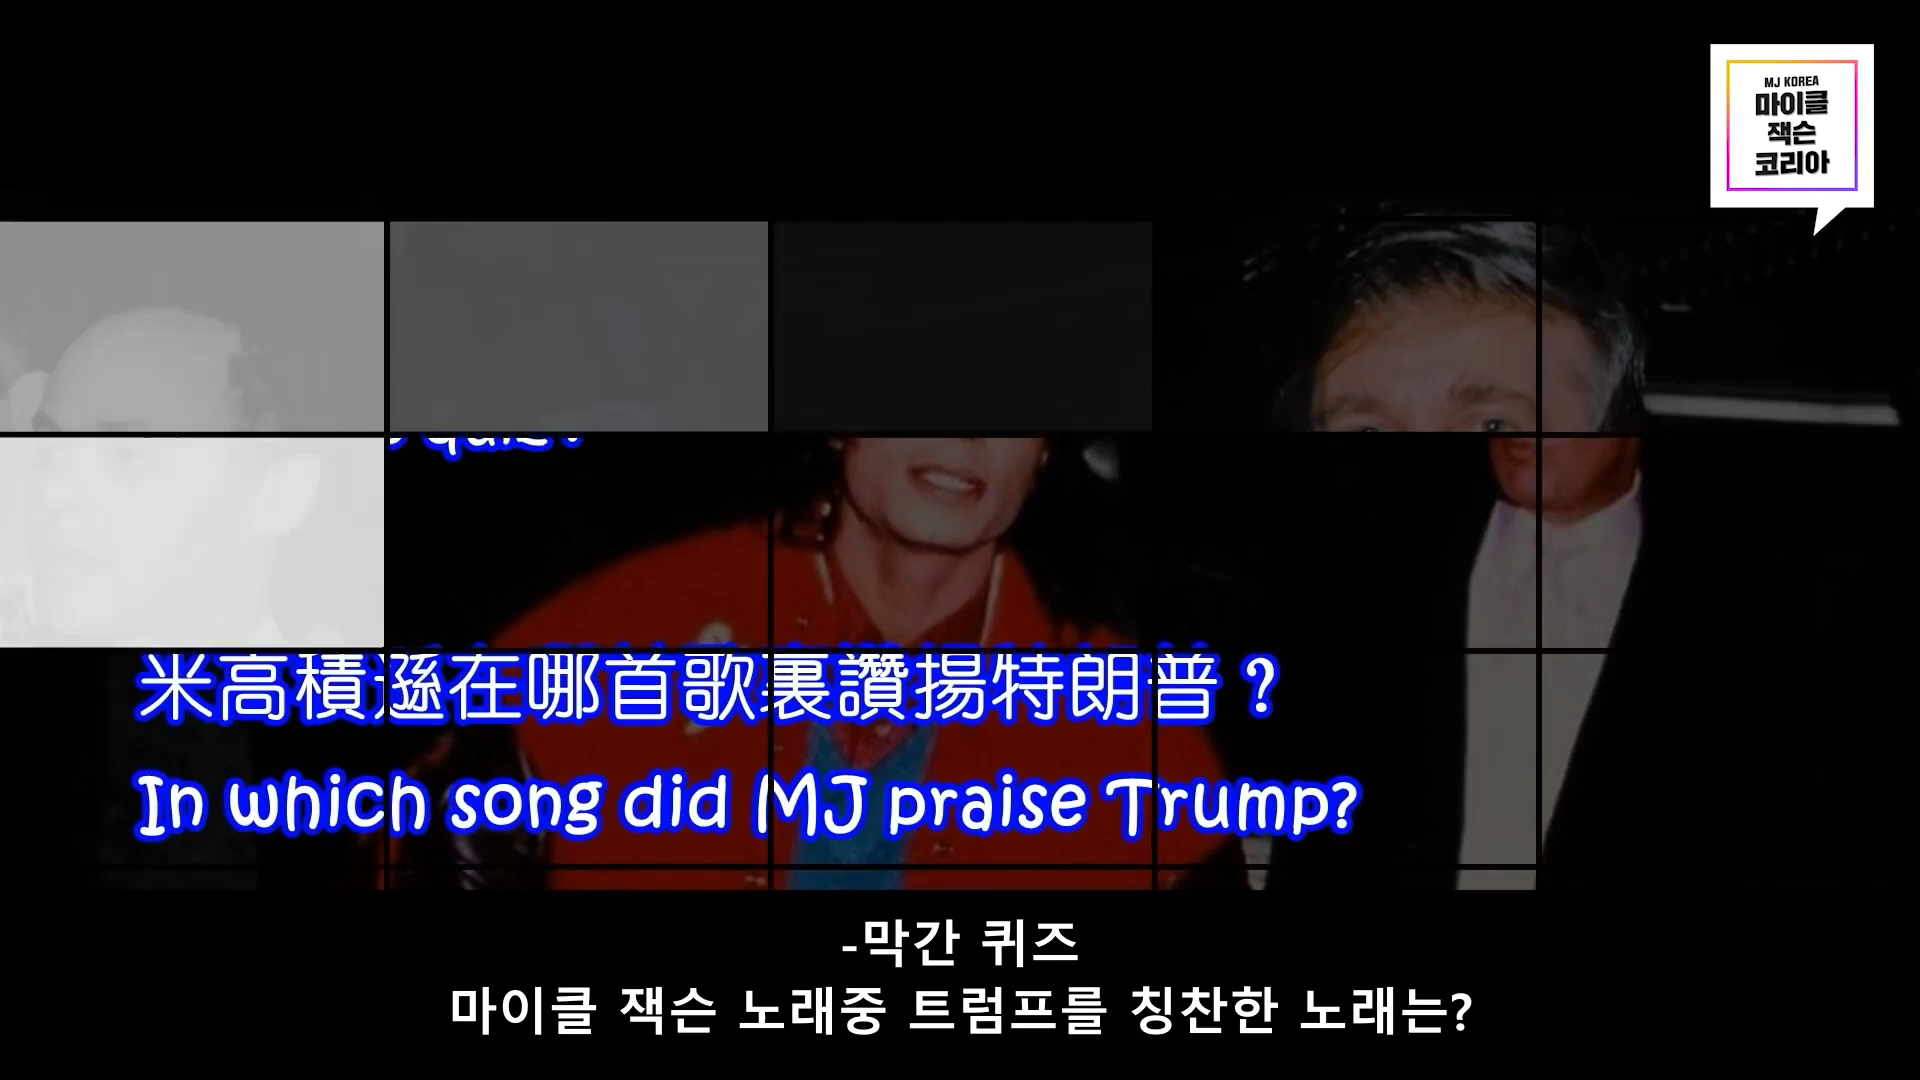 MJ KOREA
마이클
잭슨
코리아
米高積遜在哪首歌裏讚揚特朗普？
In which song did MJ praise Trump?
-막간 퀴즈
마이클 잭슨 노래중 트럼프를 칭찬한 노래는?